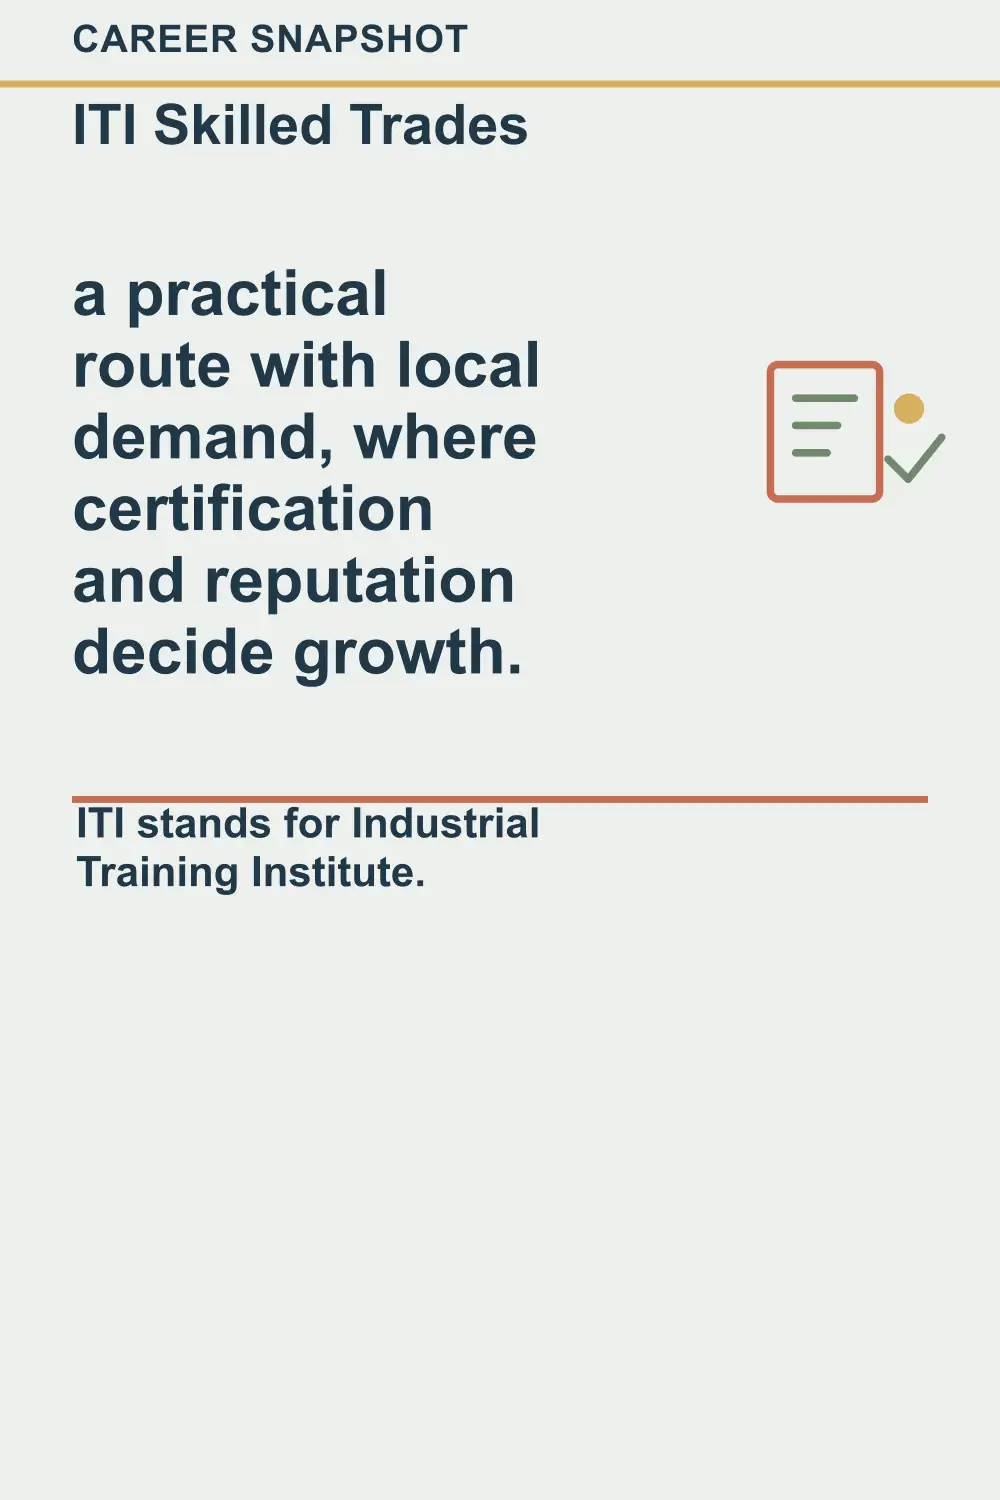 CAREER SNAPSHOT
ITI Skilled Trades
a practical
route with local
demand, where
certification
and reputation
decide growth.
ITI stands for Industrial
Training Institute.